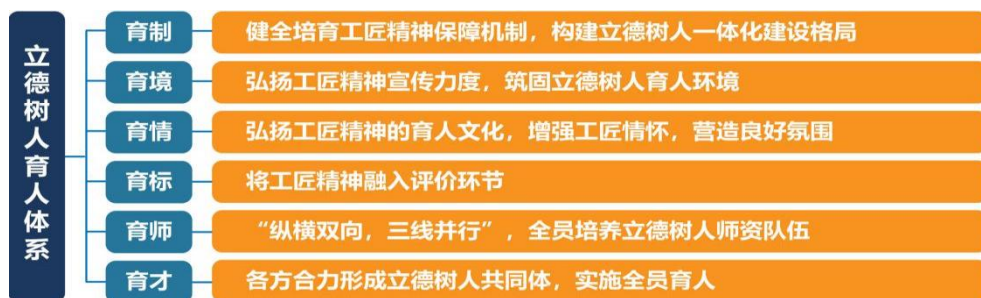 立德树人育人体系
育制
健全培育工匠精神保障机制，构建立德树人一体化建设格局
育境
弘扬工匠精神宣传力度，筑固立德树人育人环境
育情
弘扬工匠精神的育人文化，增强工匠情怀，营造良好氛围
育标
将工匠精神融入评价环节
育师
“纵横双向，三线并行”，全员培养立德树人师资队伍
育才
各方合力形成立德树人共同体，实施全员育人